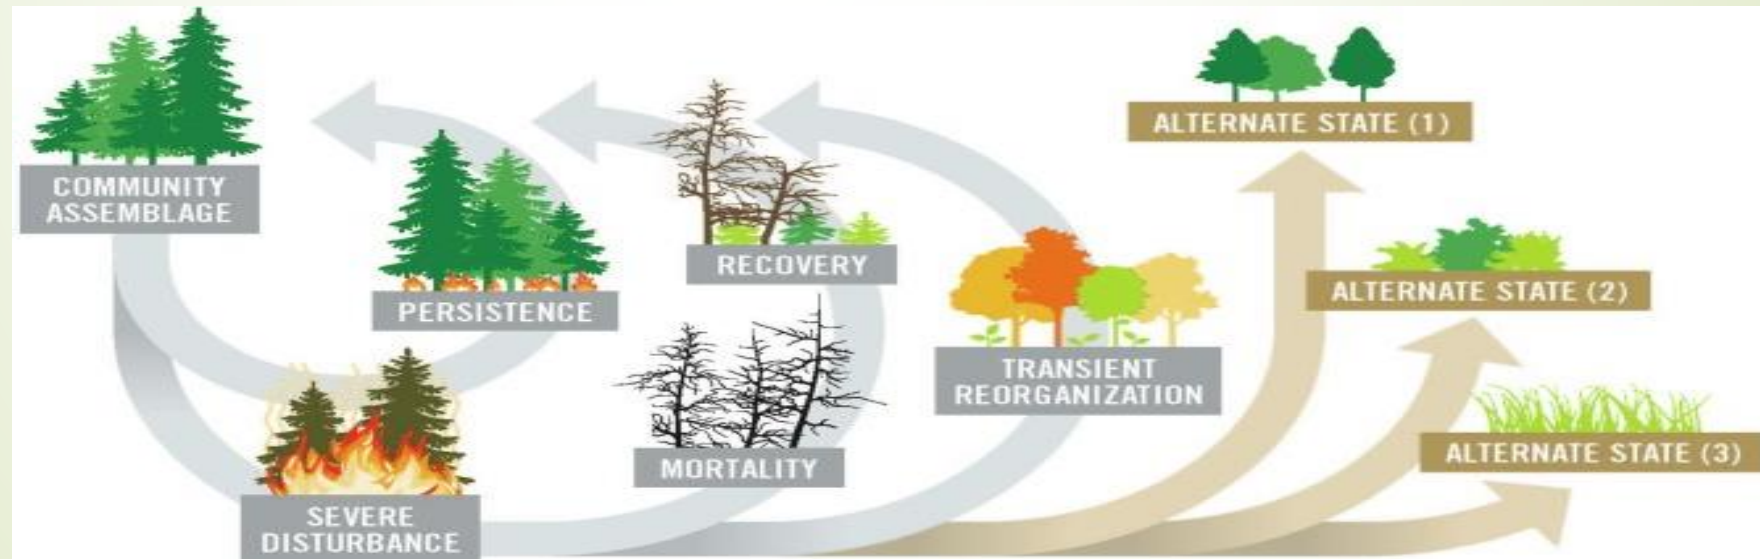 COMMUNITY
ASSEMBLAGE
PERSISTENCE
SEVERE
DISTURBANCE
RECOVERY
MORTALITY
TRANSIENT
REORGANIZATION
ALTERNATE STATE (1)
ALTERNATE STATE (2)
ALTERNATE STATE (3)